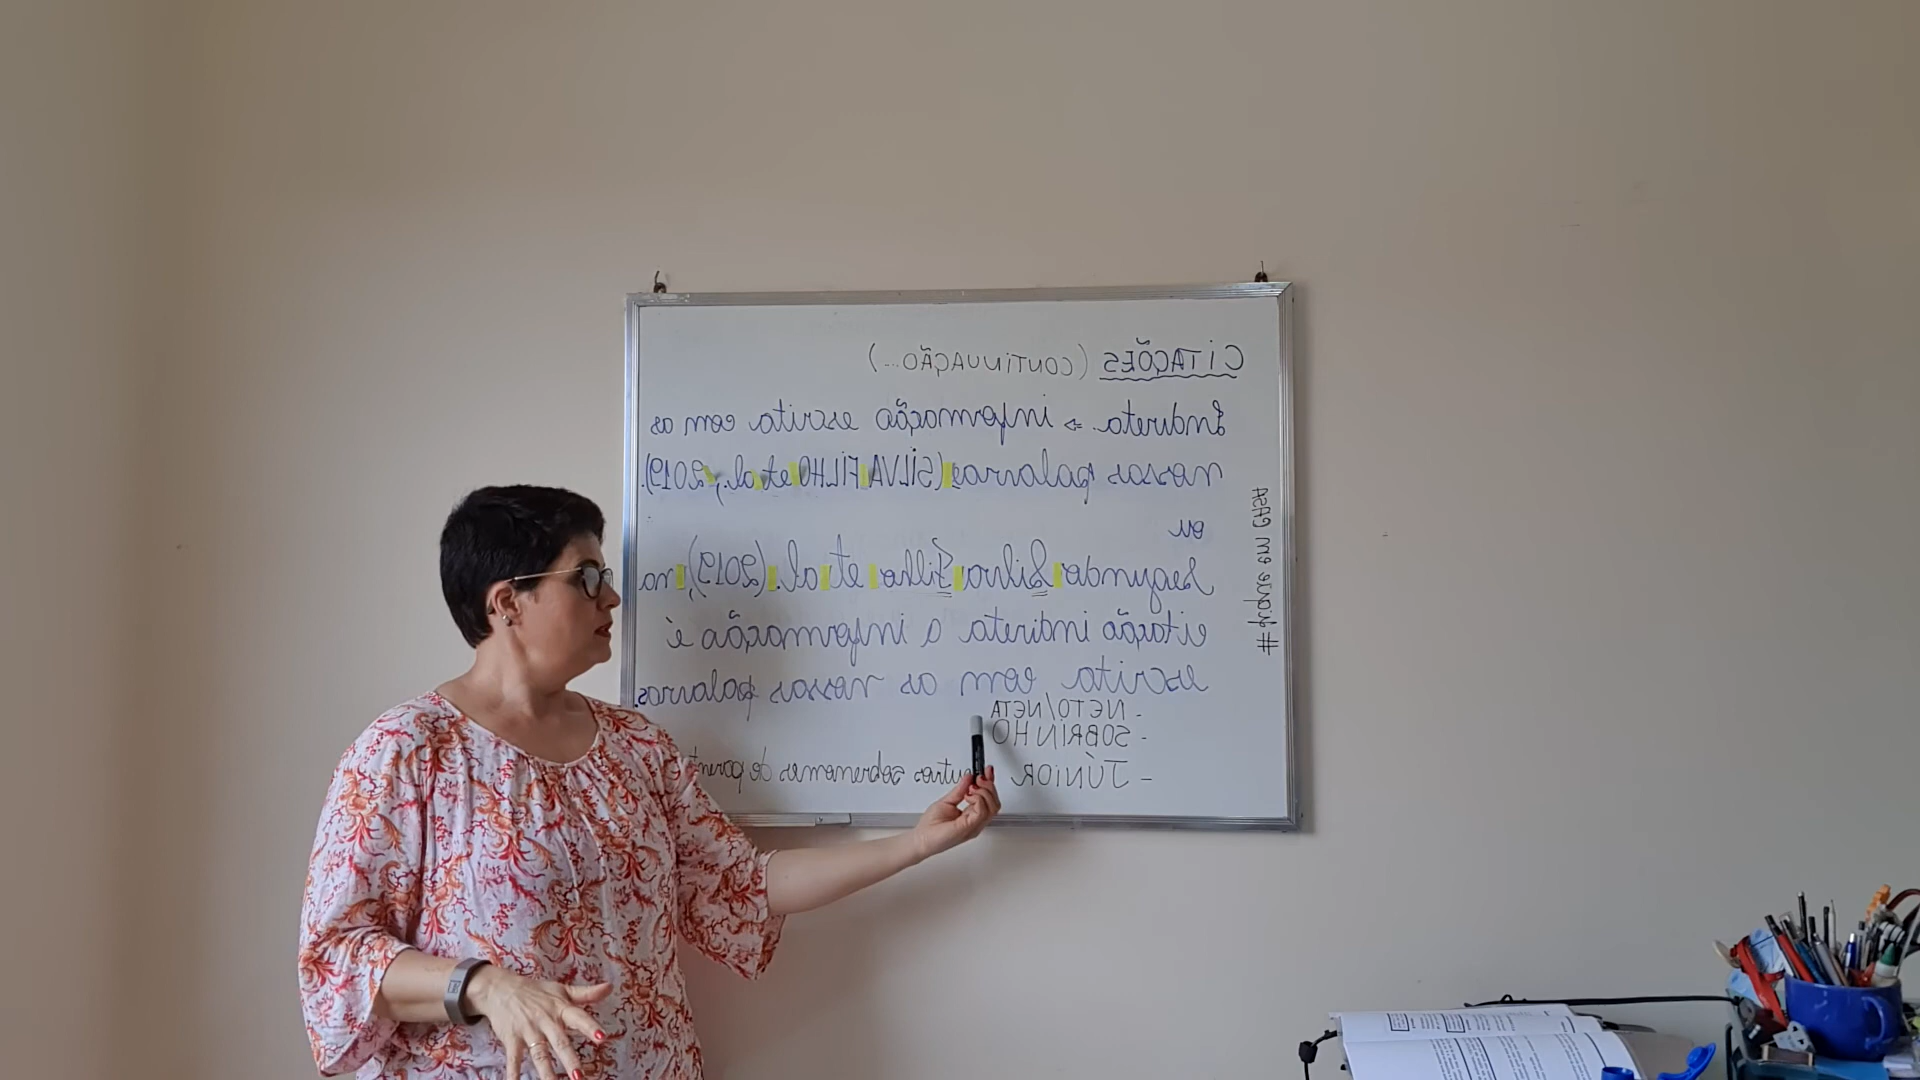 CITAÇÕES (CONTINUAÇÃO...)
Indireta ⇒ informação escrita com as
nossas palavras (SILVA FILHO et al., 2019).
ou
Segundo Silva Filho et al. (2019), na
citação indireta a informação é
escrita com as nossas palavras.
- NETO/NETA
- SOBRINHO
- JÚNIOR outros sobrenomes de
# fique em casa